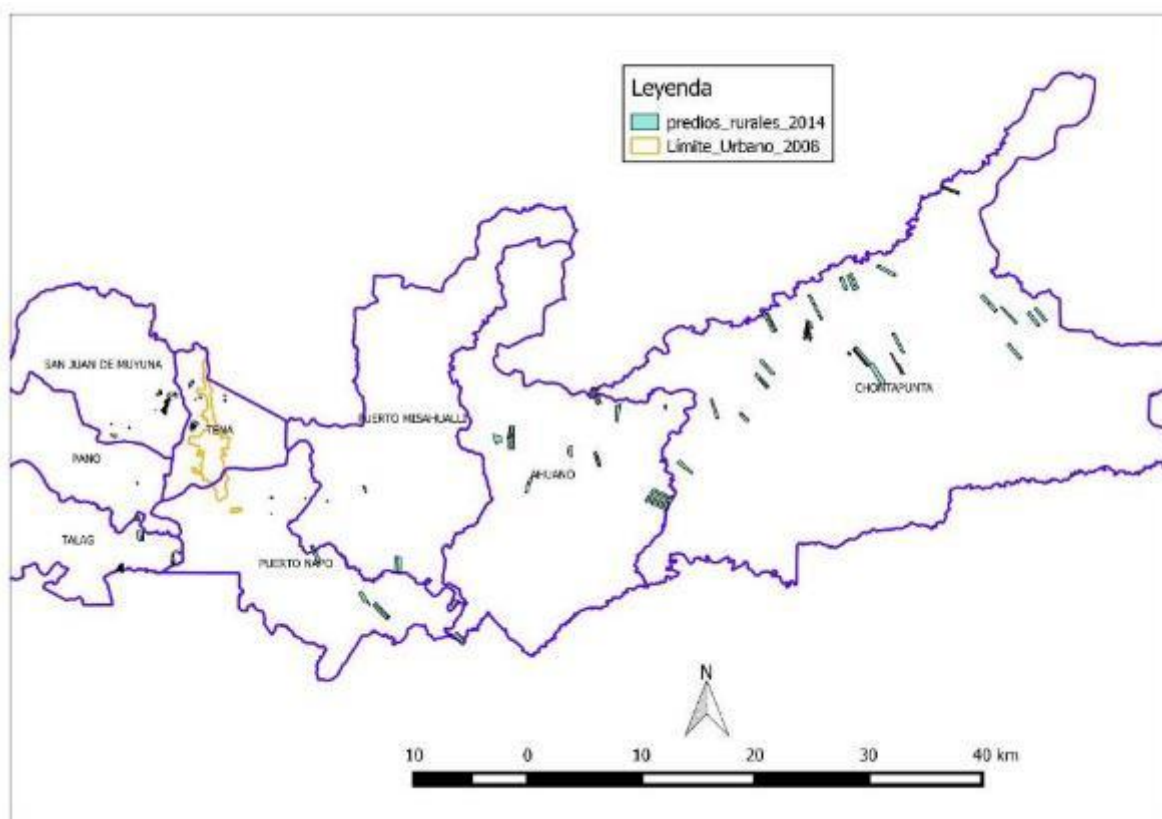 Leyenda
predios_rurales_2014
Límite_Urbano_2008
SAN JUAN DE MUYUNA
CHONTAPUNTA
PUERTO MISAHUALLI
TENA
PANO
AHUANO
TALAG
PUERTO NAPO
N
10 0 10 20 30 40 km